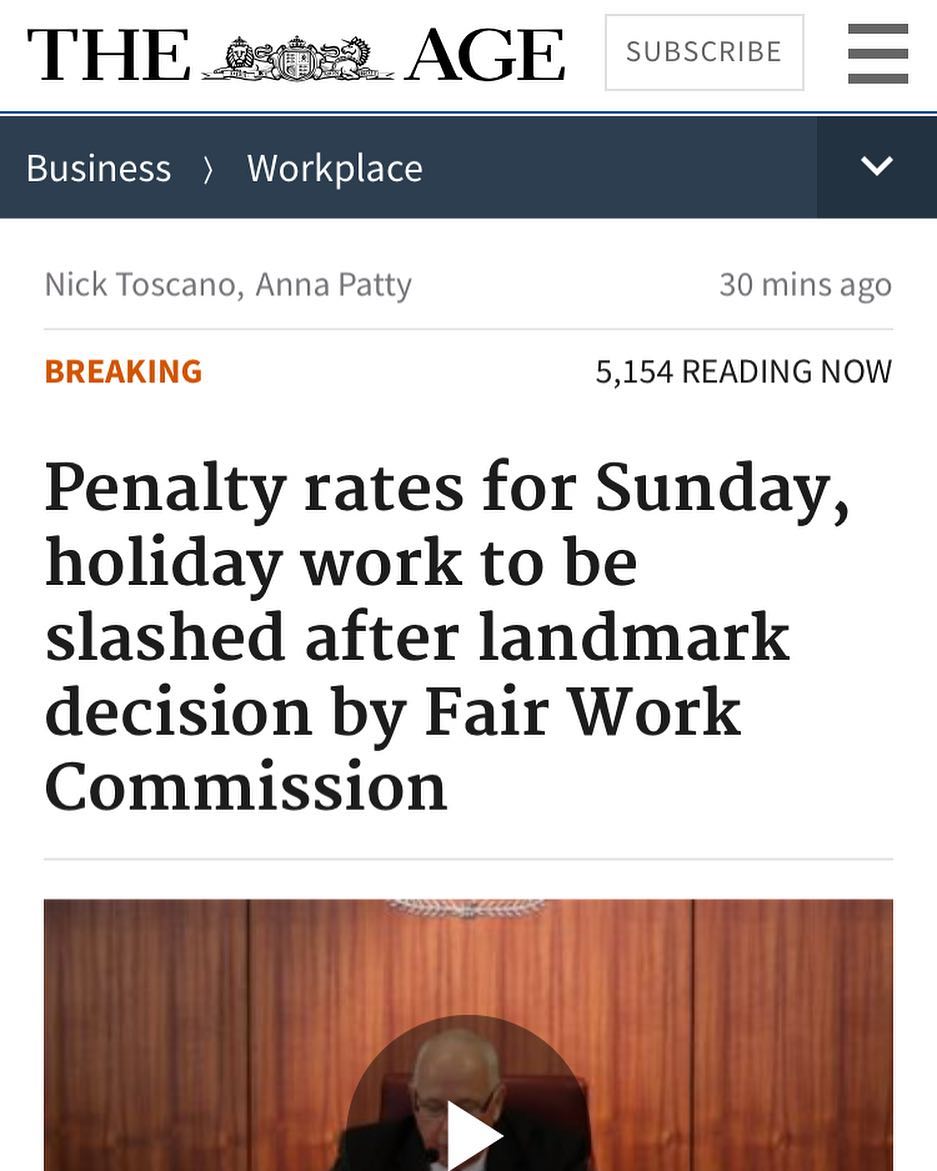 THE AGE
SUBSCRIBE
Business 〉 Workplace
Nick Toscano, Anna Patty
30 mins ago
BREAKING
5,154 READING NOW
Penalty rates for Sunday,
holiday work to be
slashed after landmark
decision by Fair Work
Commission